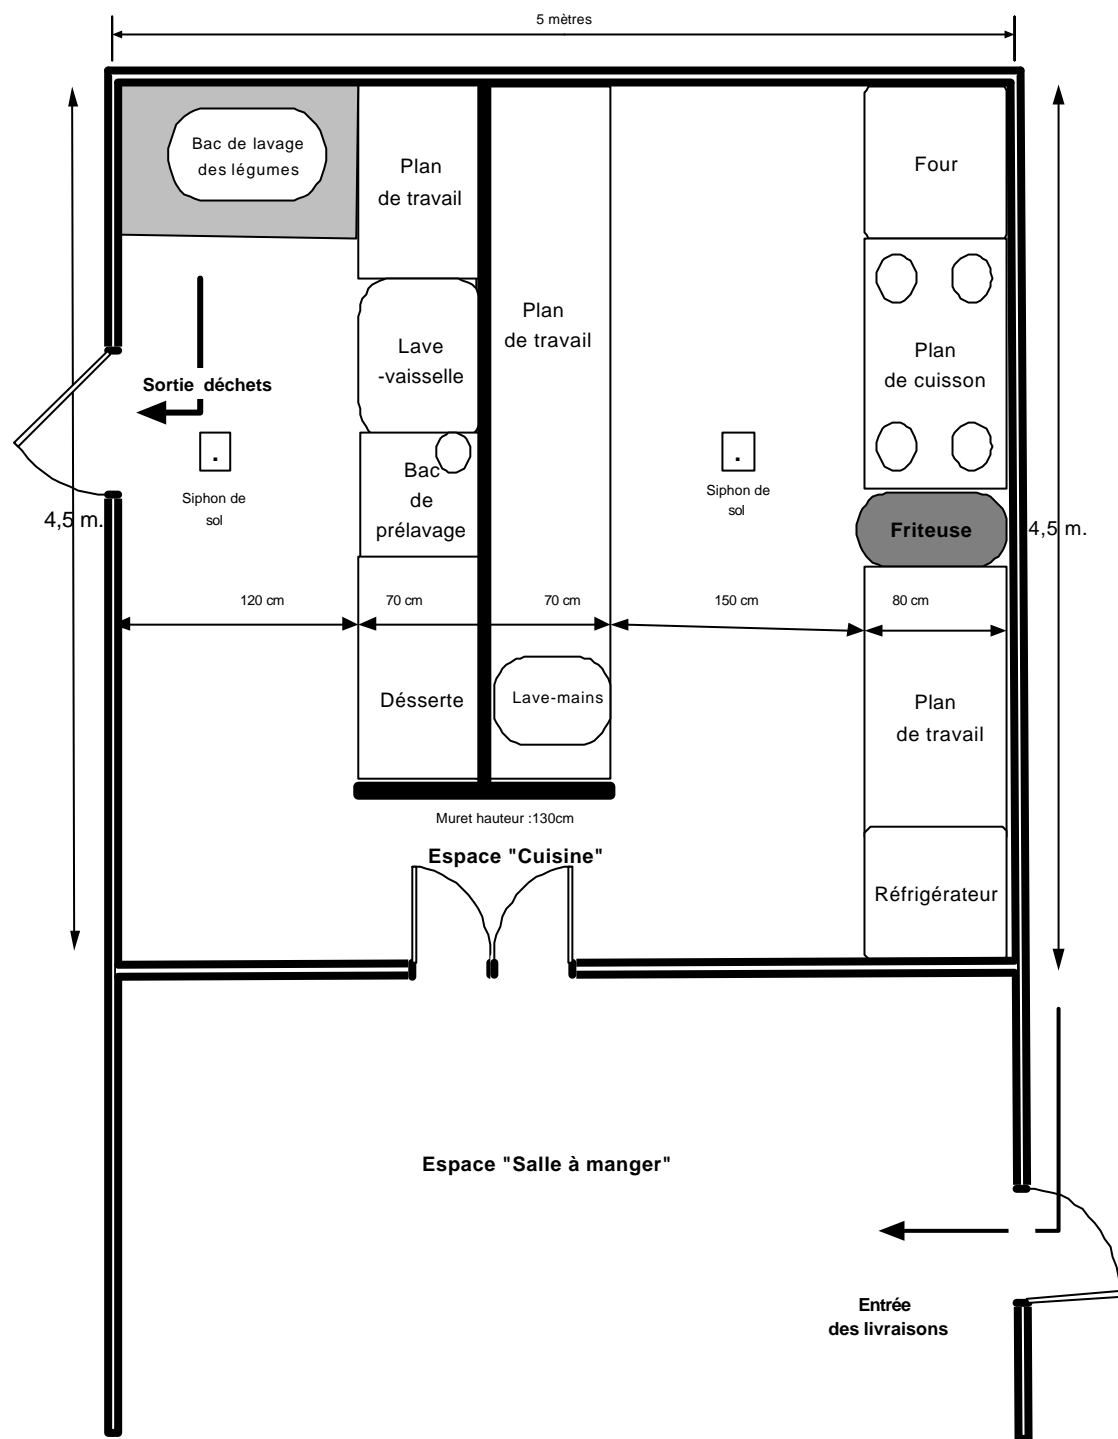 5 mètres
Bac de lavage
des légumes
Plan
de travail
Four
Plan
de travail
Lave
-vaisselle
Plan
de cuisson
Sortie déchets
Bac
de
prélavage
Siphon de
sol
Siphon de
sol
Friteuse
4,5 m.
4,5 m.
120 cm
70 cm
70 cm
150 cm
80 cm
Désserte
Lave-mains
Plan
de travail
Muret hauteur :130cm
Espace "Cuisine"
Réfrigérateur
Espace "Salle à manger"
Entrée
des livraisons